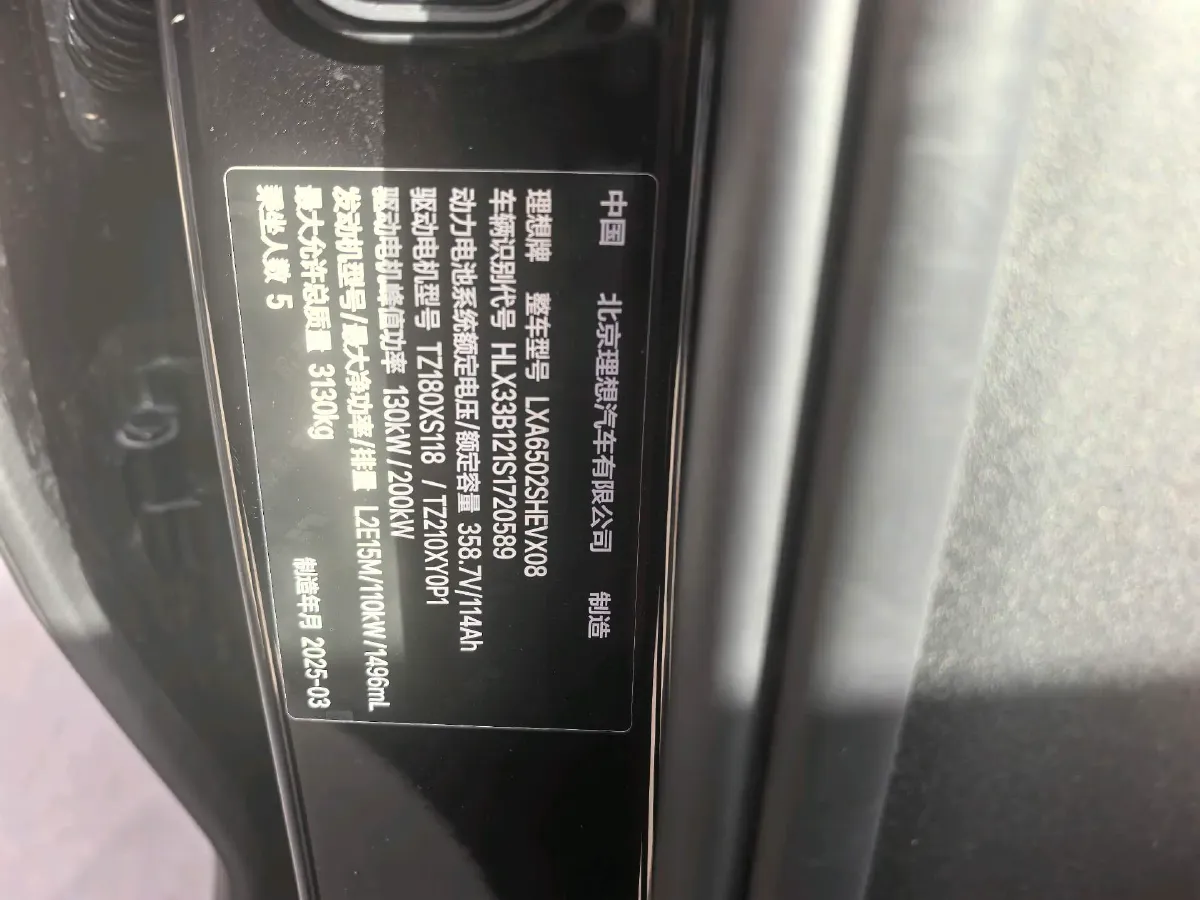 中国 北京理想汽车有限公司 制造
理想牌 整车型号 LXA6502SHEVX08
车辆识别代号 HLX33B121S1720589
动力电池系统额定电压/额定容量 358.7V/114Ah
驱动电机型号 TZ180XS118 / TZ210XY0P1
驱动电机峰值功率 130kW/200kW
发动机型号/最大净功率/排量 L2E15M/110kW/1496mL
最大允许总质量 3130kg
乘坐人数 5 制造年月 2025-03